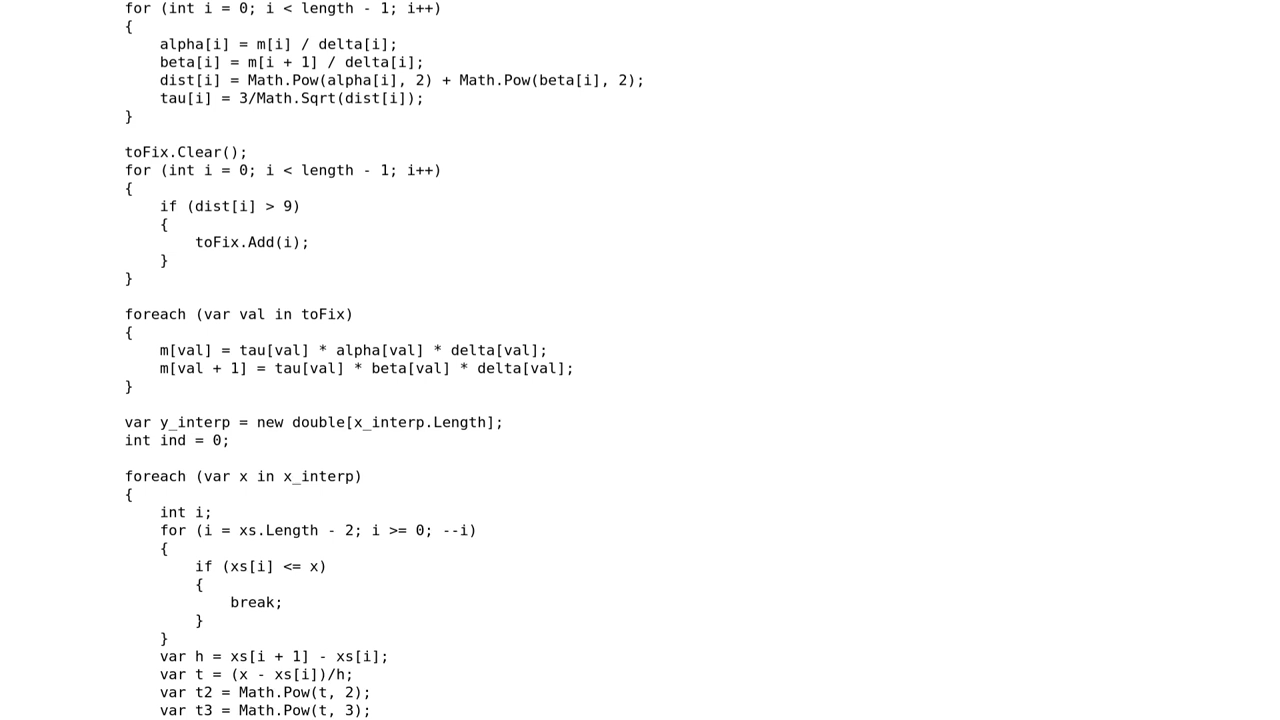 for (int i = 0; i < length - 1; i++)
{
    alpha[i] = m[i] / delta[i];
    beta[i] = m[i + 1] / delta[i];
    dist[i] = Math.Pow(alpha[i], 2) + Math.Pow(beta[i], 2);
    tau[i] = 3/Math.Sqrt(dist[i]);
}

toFix.Clear();
for (int i = 0; i < length - 1; i++)
{
    if (dist[i] > 9)
    {
        toFix.Add(i);
    }
}

foreach (var val in toFix)
{
    m[val] = tau[val] * alpha[val] * delta[val];
    m[val + 1] = tau[val] * beta[val] * delta[val];
}

var y_interp = new double[x_interp.Length];
int ind = 0;

foreach (var x in x_interp)
{
    int i;
    for (i = xs.Length - 2; i >= 0; --i)
    {
        if (xs[i] <= x)
        {
            break;
        }
    }
    var h = xs[i + 1] - xs[i];
    var t = (x - xs[i])/h;
    var t2 = Math.Pow(t, 2);
    var t3 = Math.Pow(t, 3);